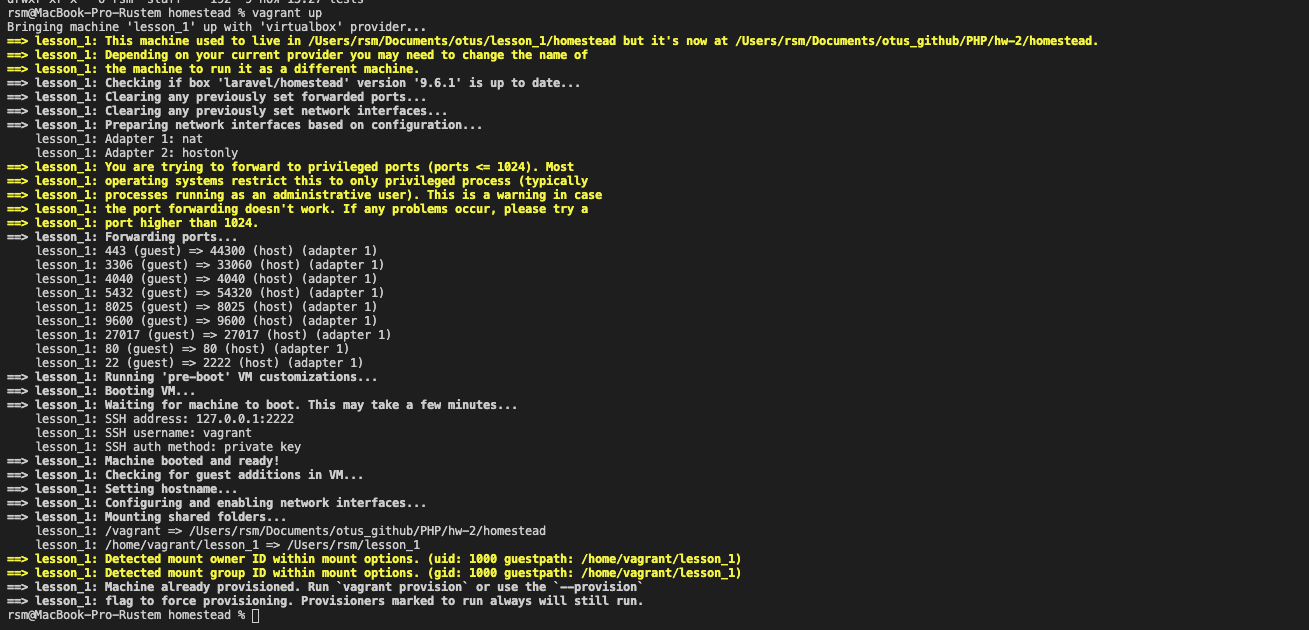 rsm@MacBook-Pro-Rustem homestead % vagrant up
Bringing machine 'lesson_1' up with 'virtualbox' provider...
==> lesson_1: This machine used to live in /Users/rsm/Documents/otus/lesson_1/homestead but it's now at /Users/rsm/Documents/otus_github/PHP/hw-2/homestead.
==> lesson_1: Depending on your current provider you may need to change the name of
==> lesson_1: the machine to run it as a different machine.
==> lesson_1: Checking if box 'laravel/homestead' version '9.6.1' is up to date...
==> lesson_1: Clearing any previously set forwarded ports...
==> lesson_1: Clearing any previously set network interfaces...
==> lesson_1: Preparing network interfaces based on configuration...
    lesson_1: Adapter 1: nat
    lesson_1: Adapter 2: hostonly
==> lesson_1: You are trying to forward to privileged ports (ports <= 1024). Most
==> lesson_1: operating systems restrict this to only privileged process (typically
==> lesson_1: processes running as an administrative user). This is a warning in case
==> lesson_1: the port forwarding doesn't work. If any problems occur, please try a
==> lesson_1: port higher than 1024.
==> lesson_1: Forwarding ports...
    lesson_1: 443 (guest) => 44300 (host) (adapter 1)
    lesson_1: 3306 (guest) => 33060 (host) (adapter 1)
    lesson_1: 4040 (guest) => 4040 (host) (adapter 1)
    lesson_1: 5432 (guest) => 54320 (host) (adapter 1)
    lesson_1: 8025 (guest) => 8025 (host) (adapter 1)
    lesson_1: 9600 (guest) => 9600 (host) (adapter 1)
    lesson_1: 27017 (guest) => 27017 (host) (adapter 1)
    lesson_1: 80 (guest) => 80 (host) (adapter 1)
    lesson_1: 22 (guest) => 2222 (host) (adapter 1)
==> lesson_1: Running 'pre-boot' VM customizations...
==> lesson_1: Booting VM...
==> lesson_1: Waiting for machine to boot. This may take a few minutes...
    lesson_1: SSH address: 127.0.0.1:2222
    lesson_1: SSH username: vagrant
    lesson_1: SSH auth method: private key
==> lesson_1: Machine booted and ready!
==> lesson_1: Checking for guest additions in VM...
==> lesson_1: Setting hostname...
==> lesson_1: Configuring and enabling network interfaces...
==> lesson_1: Mounting shared folders...
    lesson_1: /vagrant => /Users/rsm/Documents/otus_github/PHP/hw-2/homestead
    lesson_1: /home/vagrant/lesson_1 => /Users/rsm/lesson_1
==> lesson_1: Detected mount owner ID within mount options. (uid: 1000 guestpath: /home/vagrant/lesson_1)
==> lesson_1: Detected mount group ID within mount options. (gid: 1000 guestpath: /home/vagrant/lesson_1)
==> lesson_1: Machine already provisioned. Run `vagrant provision` or use the `--provision`
==> lesson_1: flag to force provisioning. Provisioners marked to run always will still run.
rsm@MacBook-Pro-Rustem homestead %